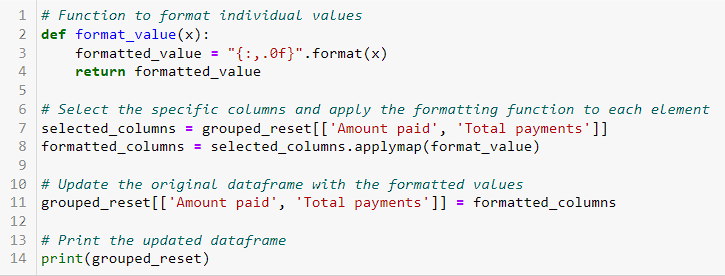 1 # Function to format individual values
2 def format_value(x):
3     formatted_value = "{:,.0f}".format(x)
4     return formatted_value
5
6 # Select the specific columns and apply the formatting function to each element
7 selected_columns = grouped_reset[['Amount paid', 'Total payments']]
8 formatted_columns = selected_columns.applymap(format_value)
9
10 # Update the original dataframe with the formatted values
11 grouped_reset[['Amount paid', 'Total payments']] = formatted_columns
12
13 # Print the updated dataframe
14 print(grouped_reset)